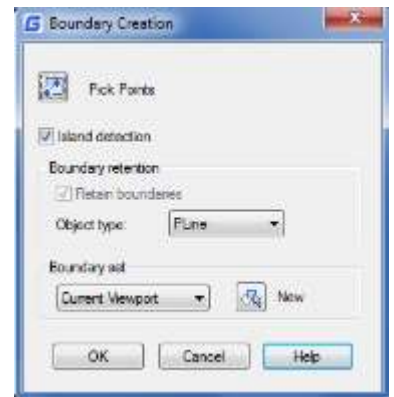 Boundary Creation
Pick Points
Island detection
Boundary retention
Retain boundaries
Object type: PLine
Boundary set
Current Viewport New
OK Cancel Help